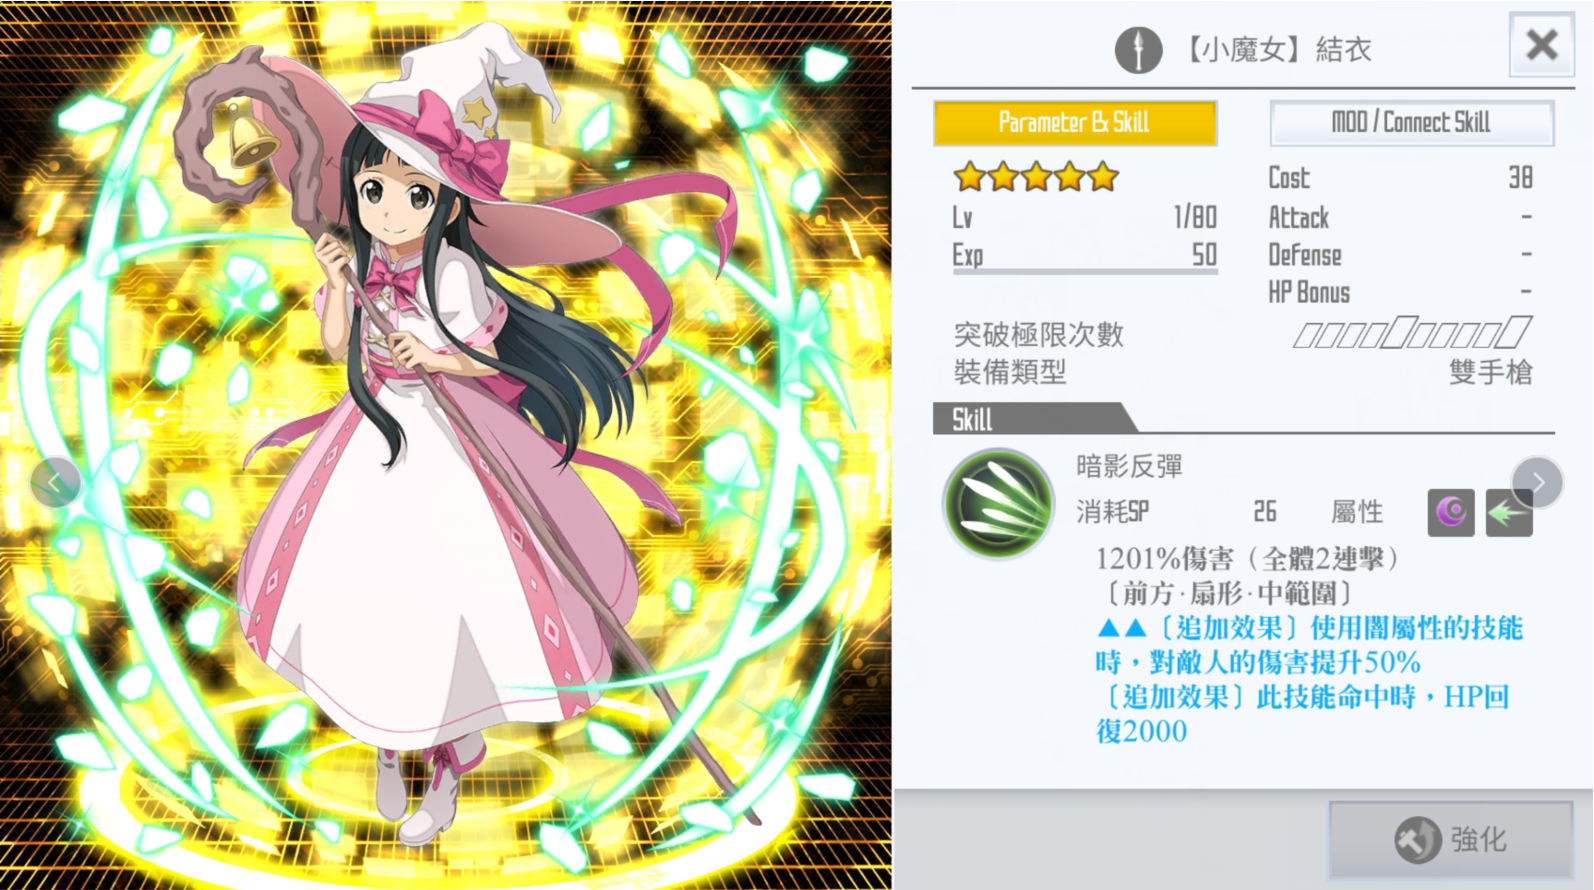 【小魔女】結衣
Parameter & Skill
MOD / Connect Skill
Lv 1/80
Exp 50
Cost 38
Attack -
Defense -
HP Bonus -
突破極限次數
裝備類型 雙手槍
Skill
暗影反彈
消耗SP 26 屬性
1201%傷害（全體2連擊）
〔前方·扇形·中範圍〕
▲▲〔追加效果〕使用闇屬性的技能
時，對敵人的傷害提升50%
〔追加效果〕此技能命中時，HP回
復2000
強化